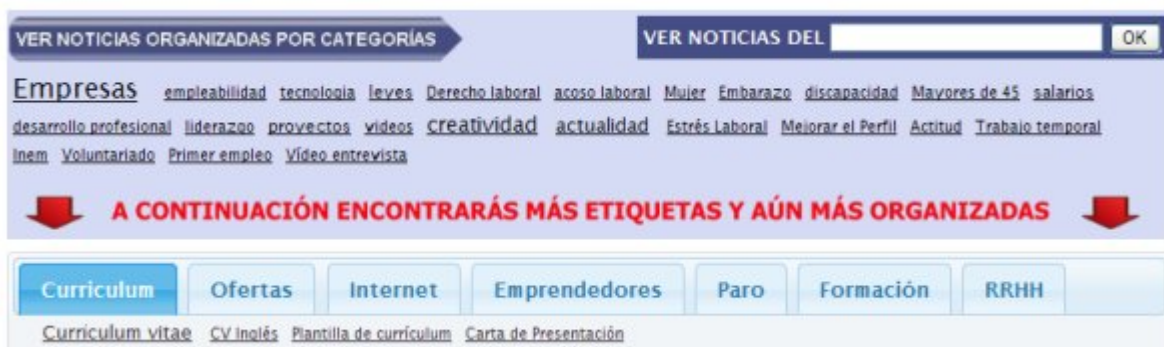 VER NOTICIAS ORGANIZADAS POR CATEGORÍAS
VER NOTICIAS DEL OK
Empresas empleabilidad tecnologia leyes Derecho laboral acoso laboral Mujer Embarazo discapacidad Mayores de 45 salarios
desarrollo profesional liderazgo proyectos videos creatividad actualidad Estrés Laboral Mejorar el Perfil Actitud Trabajo temporal
Inem Voluntariado Primer empleo Vídeo entrevista
A CONTINUACIÓN ENCONTRARÁS MÁS ETIQUETAS Y AÚN MÁS ORGANIZADAS
Curriculum Ofertas Internet Emprendedores Paro Formación RRHH
Curriculum vitae CV Inglés Plantilla de currículum Carta de Presentación